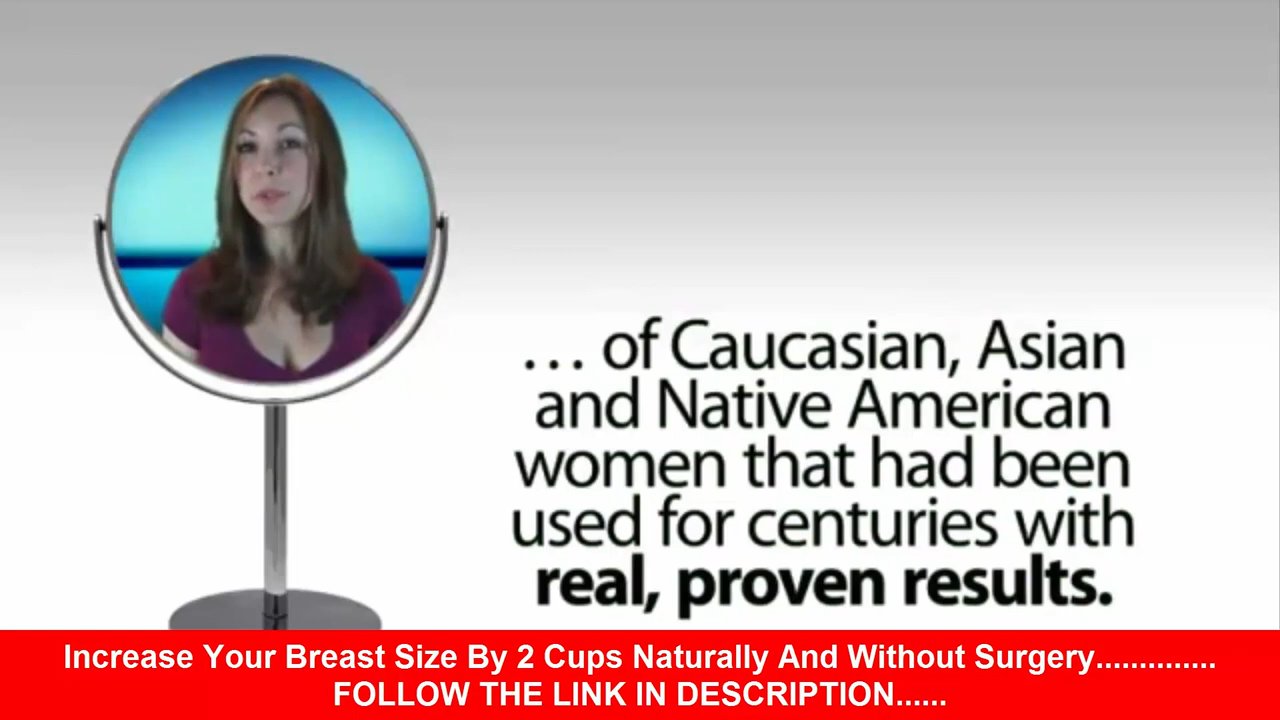 … of Caucasian, Asian
and Native American
women that had been
used for centuries with
real, proven results.
Increase Your Breast Size By 2 Cups Naturally And Without Surgery..............
FOLLOW THE LINK IN DESCRIPTION......